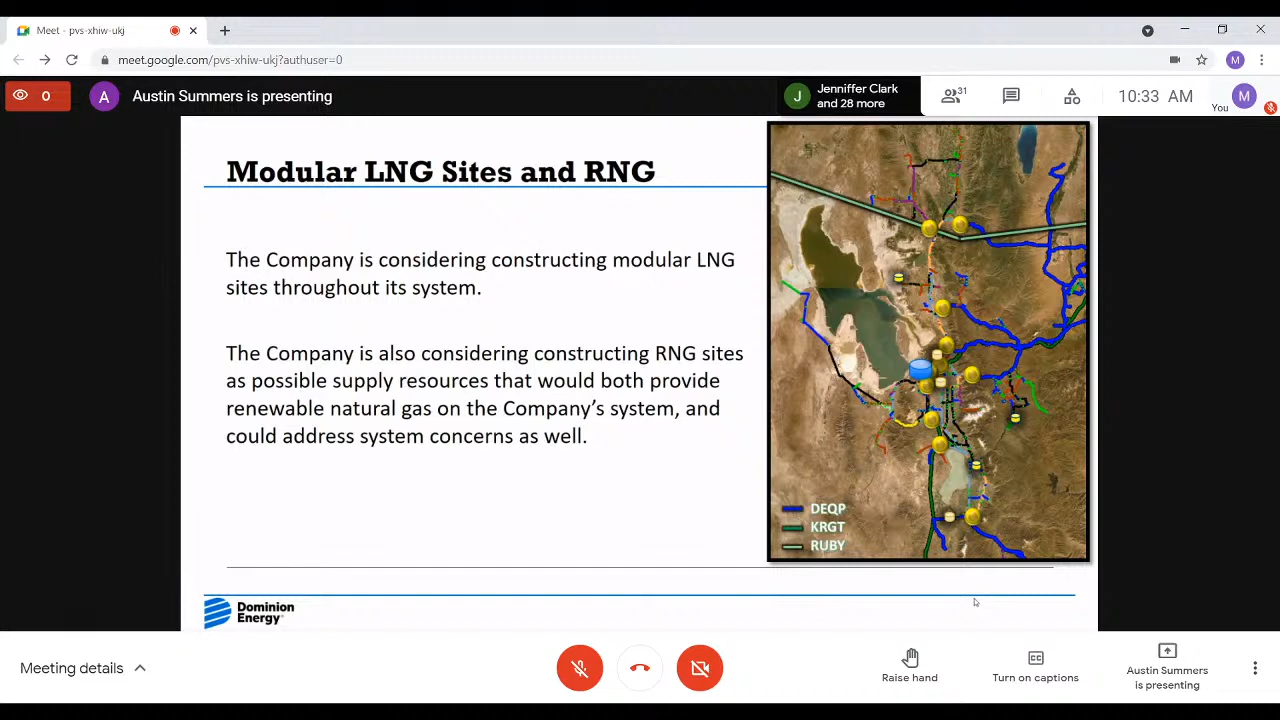 Meet - pvs-xhiw-ukj
meet.google.com/pvs-xhiw-ukj?authuser=0
M
0
A
Austin Summers is presenting
J
Jenniffer Clark
and 28 more
31
10:33 AM
You
M
Modular LNG Sites and RNG
The Company is considering constructing modular LNG
sites throughout its system.
The Company is also considering constructing RNG sites
as possible supply resources that would both provide
renewable natural gas on the Company's system, and
could address system concerns as well.
DEQP
KRGT
RUBY
Dominion
Energy
Meeting details
Raise hand
CC
Turn on captions
Austin Summers
is presenting